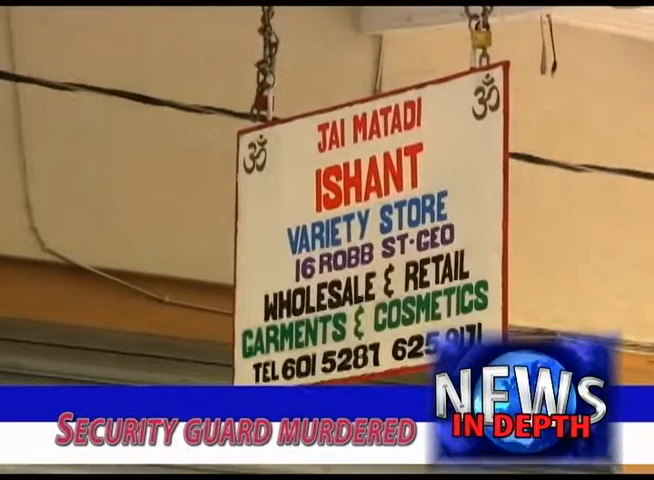 ॐ ॐ
JAI MATADI
ISHANT
VARIETY STORE
16 ROBB ST-GEO
WHOLESALE & RETAIL
GARMENTS & COSMETICS
TEL 601 5281
SECURITY GUARD MURDERED
NEWS
IN DEPTH